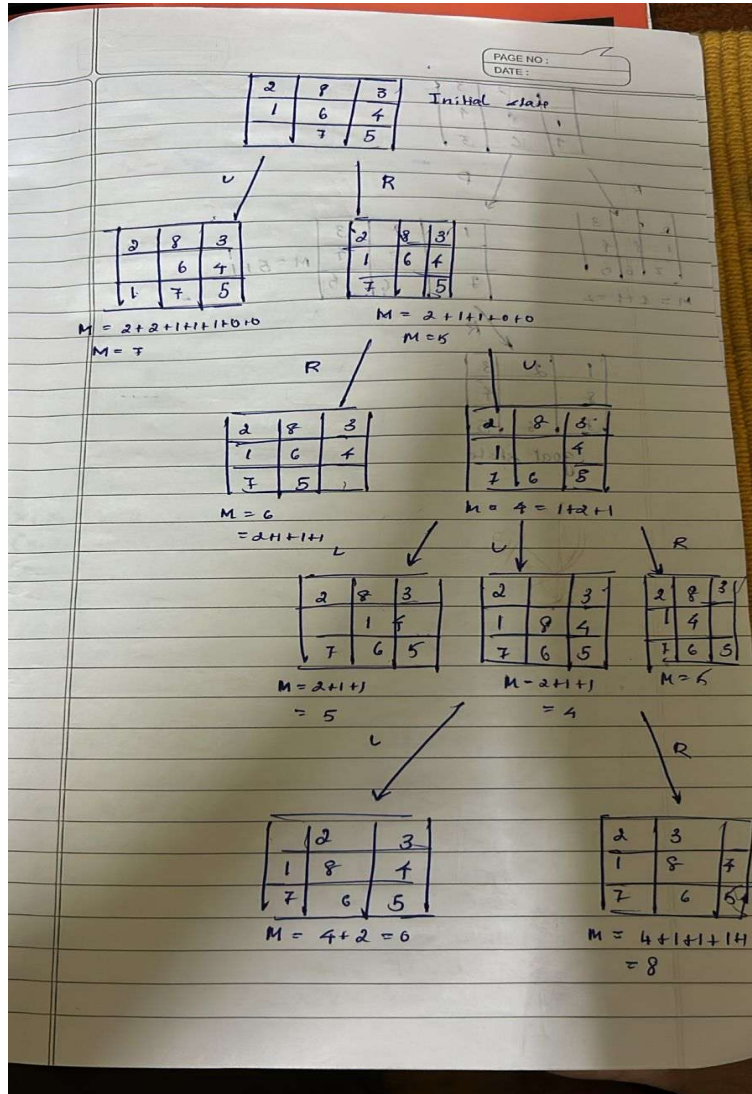 PAGE NO :
DATE :
2 8 3
1 6 4
7 5
Initial state
U R
2 8 3
6 4
1 7 5
2 8 3
1 6 4
7 5
M = 2+2+1+1+1+0+0
M = 7
M = 2+1+1+0+0
M = 5
R U
2 8 3
1 6 4
7 5
2 8 3
1 4
7 6 5
M = 6
= 2+1+1+1
M = 4 = 1+2+1
L U R
2 8 3
1 4
7 6 5
2 3
1 8 4
7 6 5
2 8 3
1 4
7 6 5
M = 2+1+1
= 5
M = 2+1+1
= 4
M = 5
L R
2 3
1 8 4
7 6 5
2 3
1 8 4
7 6 5
M = 4+2 = 6
M = 4+1+1+1+1
= 8